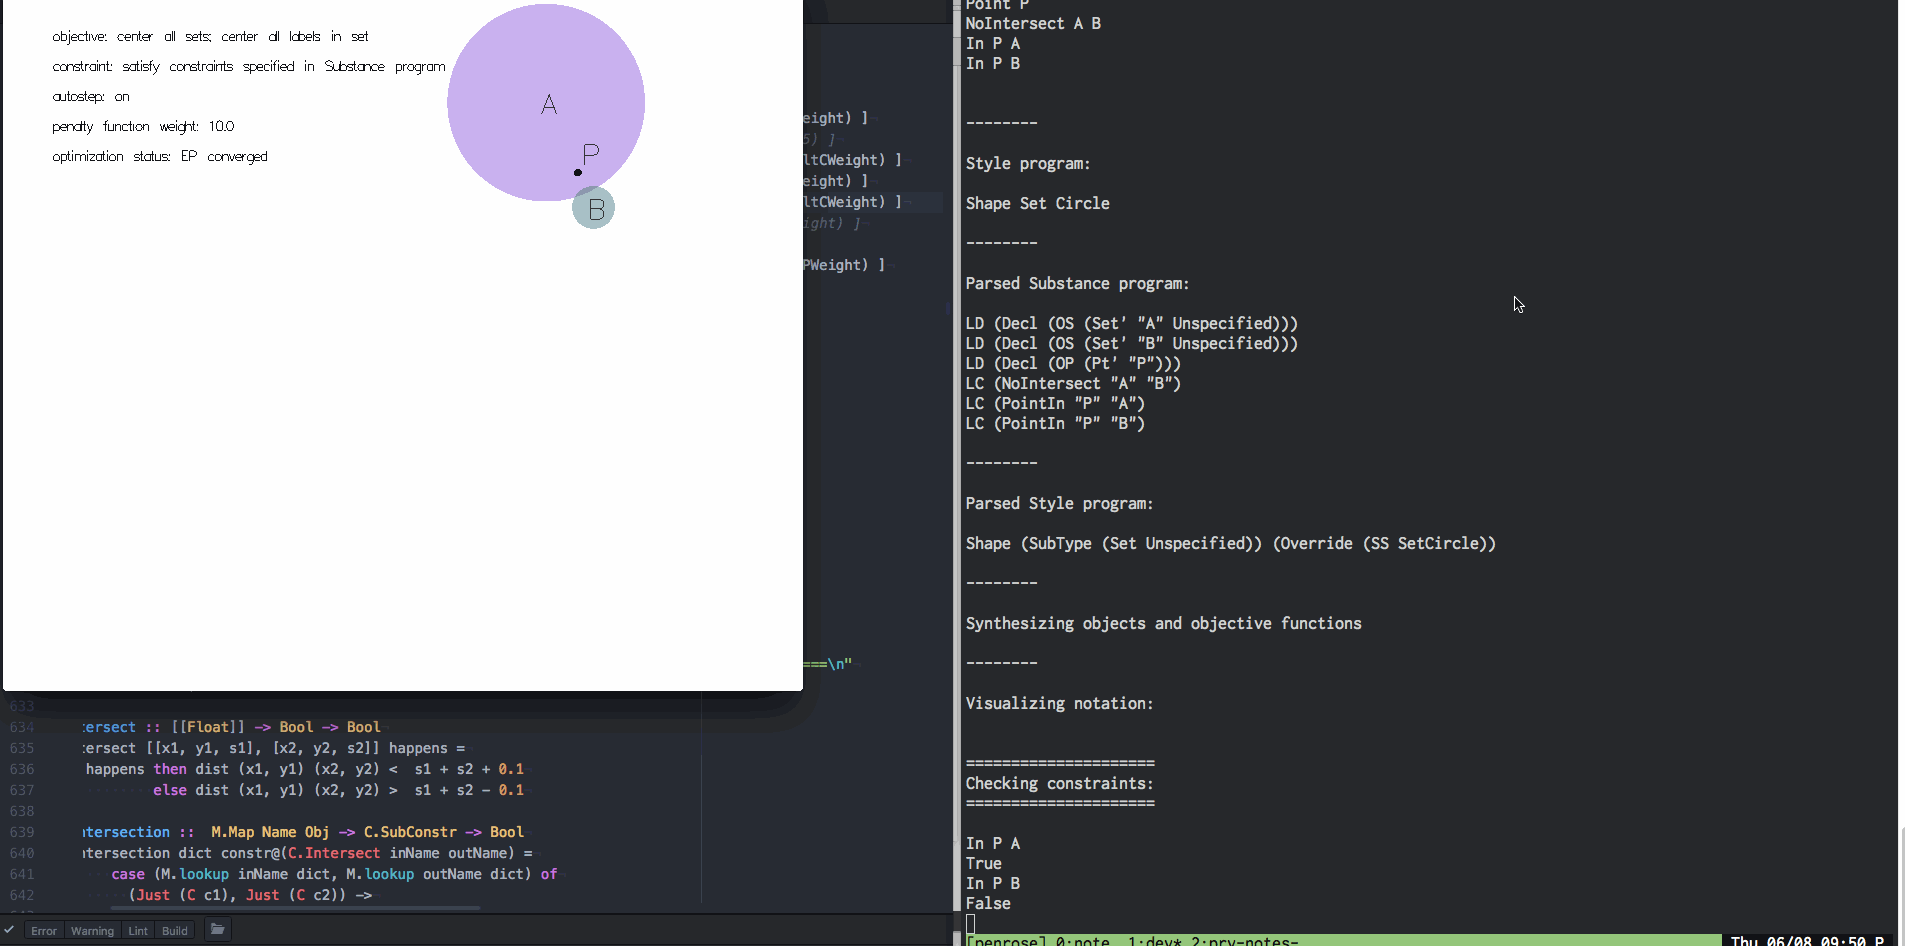 objective: center all sets; center all labels in set
constraint: satisfy constraints specified in Substance program
autostep: on
penalty function weight: 10.0
optimization status: EP converged
A
P
B
eight) ]
5) ]
ltCWeight) ]
eight) ]
ltCWeight) ]
ight) ]
PWeight) ]
===\n"
633
634 tersect :: [[Float]] -> Bool -> Bool
635 tersect [[x1, y1, s1], [x2, y2, s2]] happens =
636 happens then dist (x1, y1) (x2, y2) < s1 + s2 + 0.1
637 else dist (x1, y1) (x2, y2) > s1 + s2 - 0.1
638
639 ntersection :: M.Map Name Obj -> C.SubConstr -> Bool
640 ntersection dict constr@(C.Intersect inName outName) =
641 case (M.lookup inName dict, M.lookup outName dict) of
642 (Just (C c1), Just (C c2)) ->
Error Warning Lint Build
Point P
NoIntersect A B
In P A
In P B
--------
Style program:
Shape Set Circle
--------
Parsed Substance program:
LD (Decl (OS (Set' "A" Unspecified)))
LD (Decl (OS (Set' "B" Unspecified)))
LD (Decl (OP (Pt' "P")))
LC (NoIntersect "A" "B")
LC (PointIn "P" "A")
LC (PointIn "P" "B")
--------
Parsed Style program:
Shape (SubType (Set Unspecified)) (Override (SS SetCircle))
--------
Synthesizing objects and objective functions
--------
Visualizing notation:
=====================
Checking constraints:
=====================
In P A
True
In P B
False
[penrose] 0:note 1:dev* 2:prv-notes- Thu 06/08 09:50 P